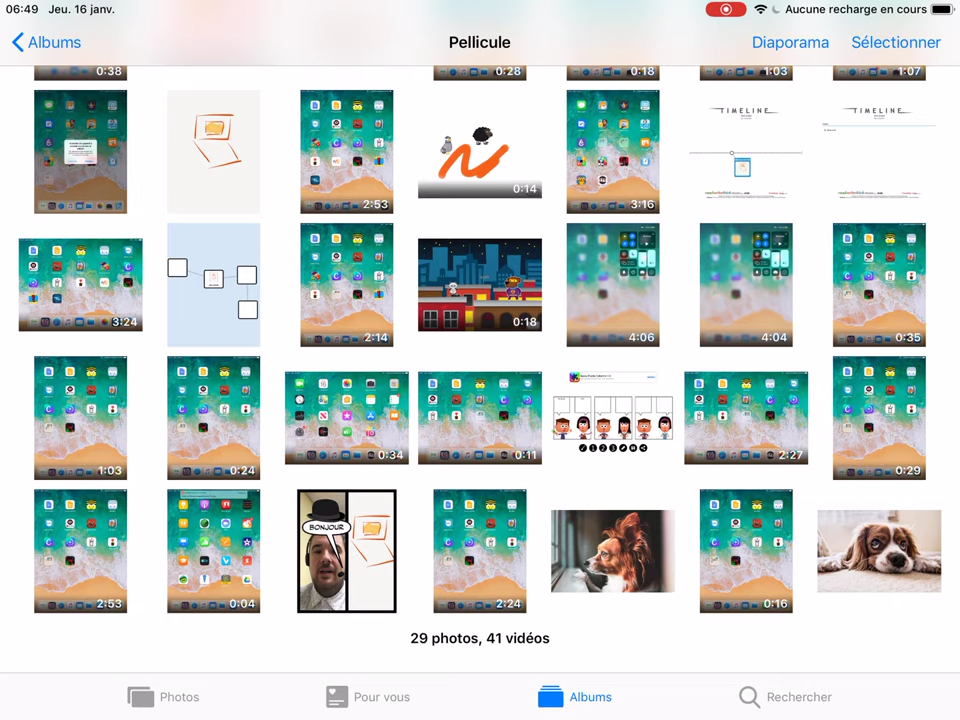 06:49 Jeu. 16 janv.
Aucune recharge en cours
Albums
Pellicule
Diaporama
Sélectionner
0:38
0:28
0:18
1:03
1:07
2:53
0:14
3:16
TIMELINE
TIMELINE
3:24
2:14
0:18
4:06
4:04
0:35
1:03
0:24
0:34
0:11
2:27
0:29
BONJOUR
2:53
0:04
2:24
0:16
29 photos, 41 vidéos
Photos
Pour vous
Albums
Rechercher